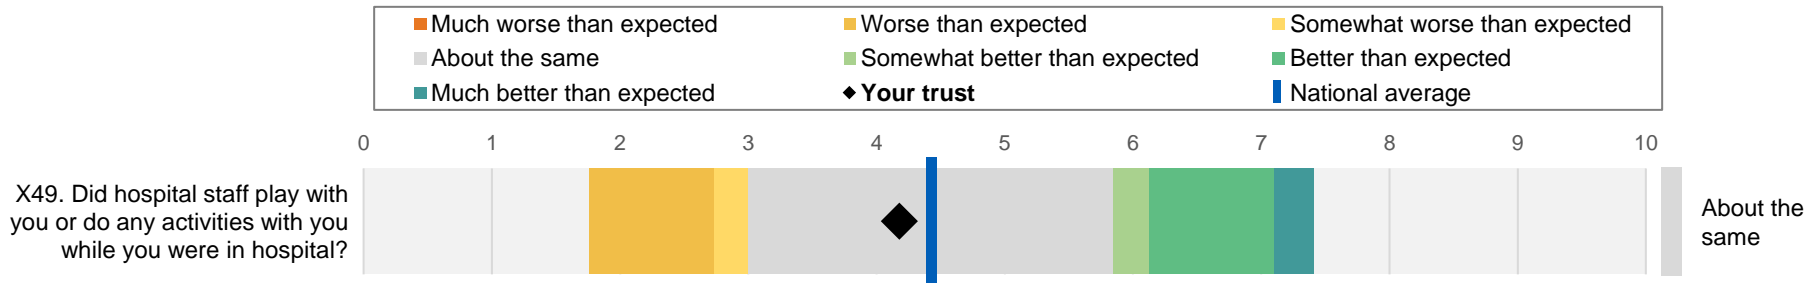 Much worse than expected
Worse than expected
Somewhat worse than expected
About the same
Somewhat better than expected
Better than expected
Much better than expected
Your trust
National average
0 1 2 3 4 5 6 7 8 9 10
X49. Did hospital staff play with
you or do any activities with you
while you were in hospital?
About the
same